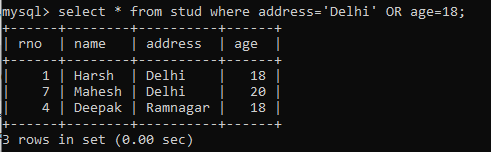 mysql> select * from stud where address='Delhi' OR age=18;
+------+--------+----------+------+
| rno  | name   | address  | age  |
+------+--------+----------+------+
|    1 | Harsh  | Delhi    |   18 |
|    7 | Mahesh | Delhi    |   20 |
|    4 | Deepak | Ramnagar |   18 |
+------+--------+----------+------+
3 rows in set (0.00 sec)